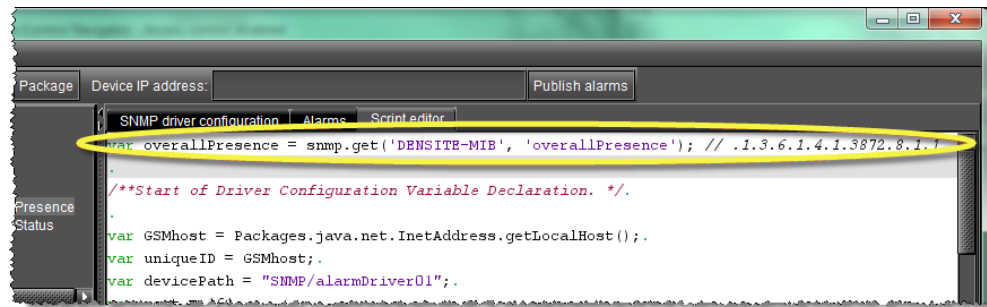 Package Device IP address: Publish alarms
SNMP driver configuration Alarms Script editor
Presence
Status
var overallPresence = snmp.get('DENSITE-MIB', 'overallPresence'); // .1.3.6.1.4.1.3872.8.1.1
.
/**Start of Driver Configuration Variable Declaration. */.
.
var GSMhost = Packages.java.net.InetAddress.getLocalHost();.
var uniqueID = GSMhost;.
var devicePath = "SNMP/alarmDriver01";.